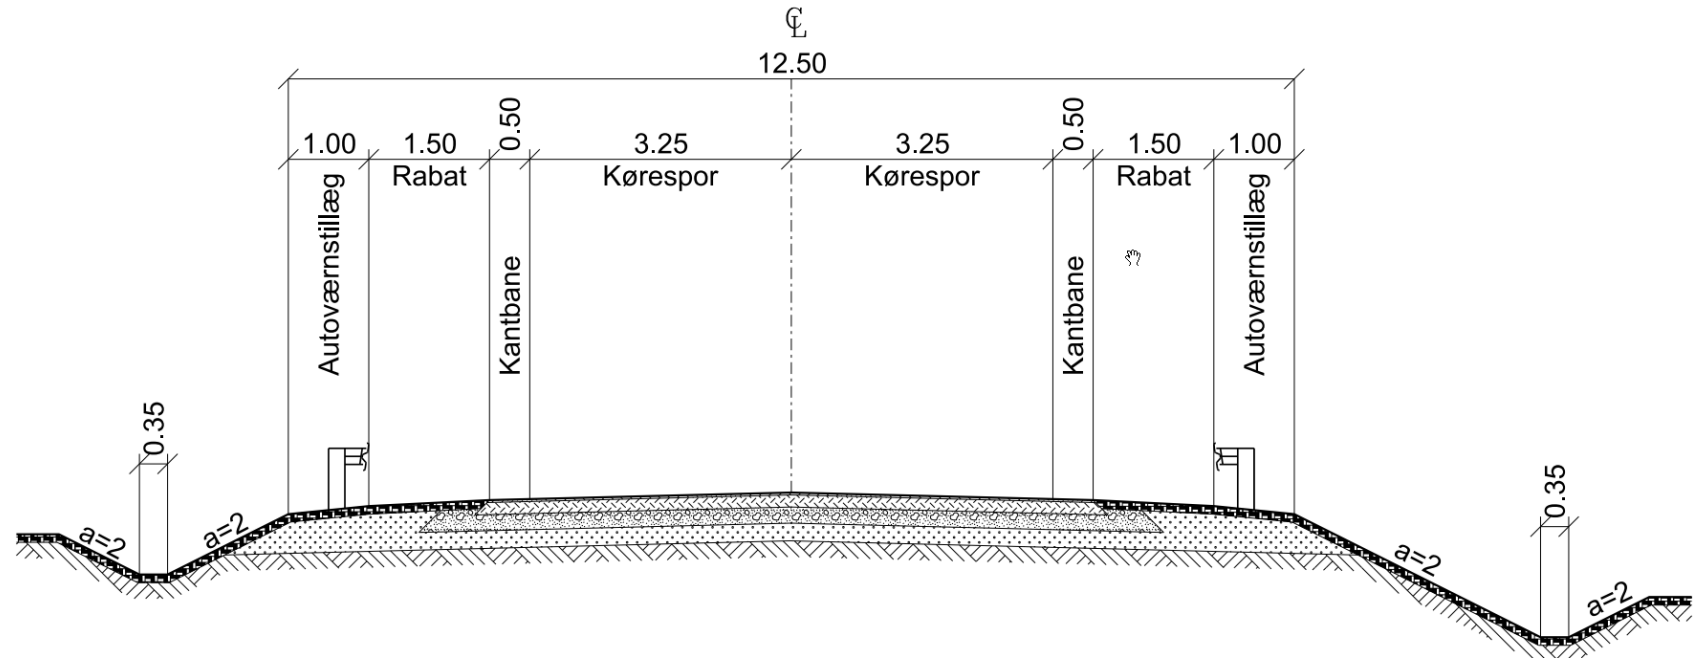 ℄
12.50
1.00 1.50 0.50 3.25 3.25 0.50 1.50 1.00
Rabat Kørespor Kørespor Rabat
Autoværnstillæg Kantbane Kantbane Autoværnstillæg
0.35 0.35
a=2 a=2 a=2 a=2